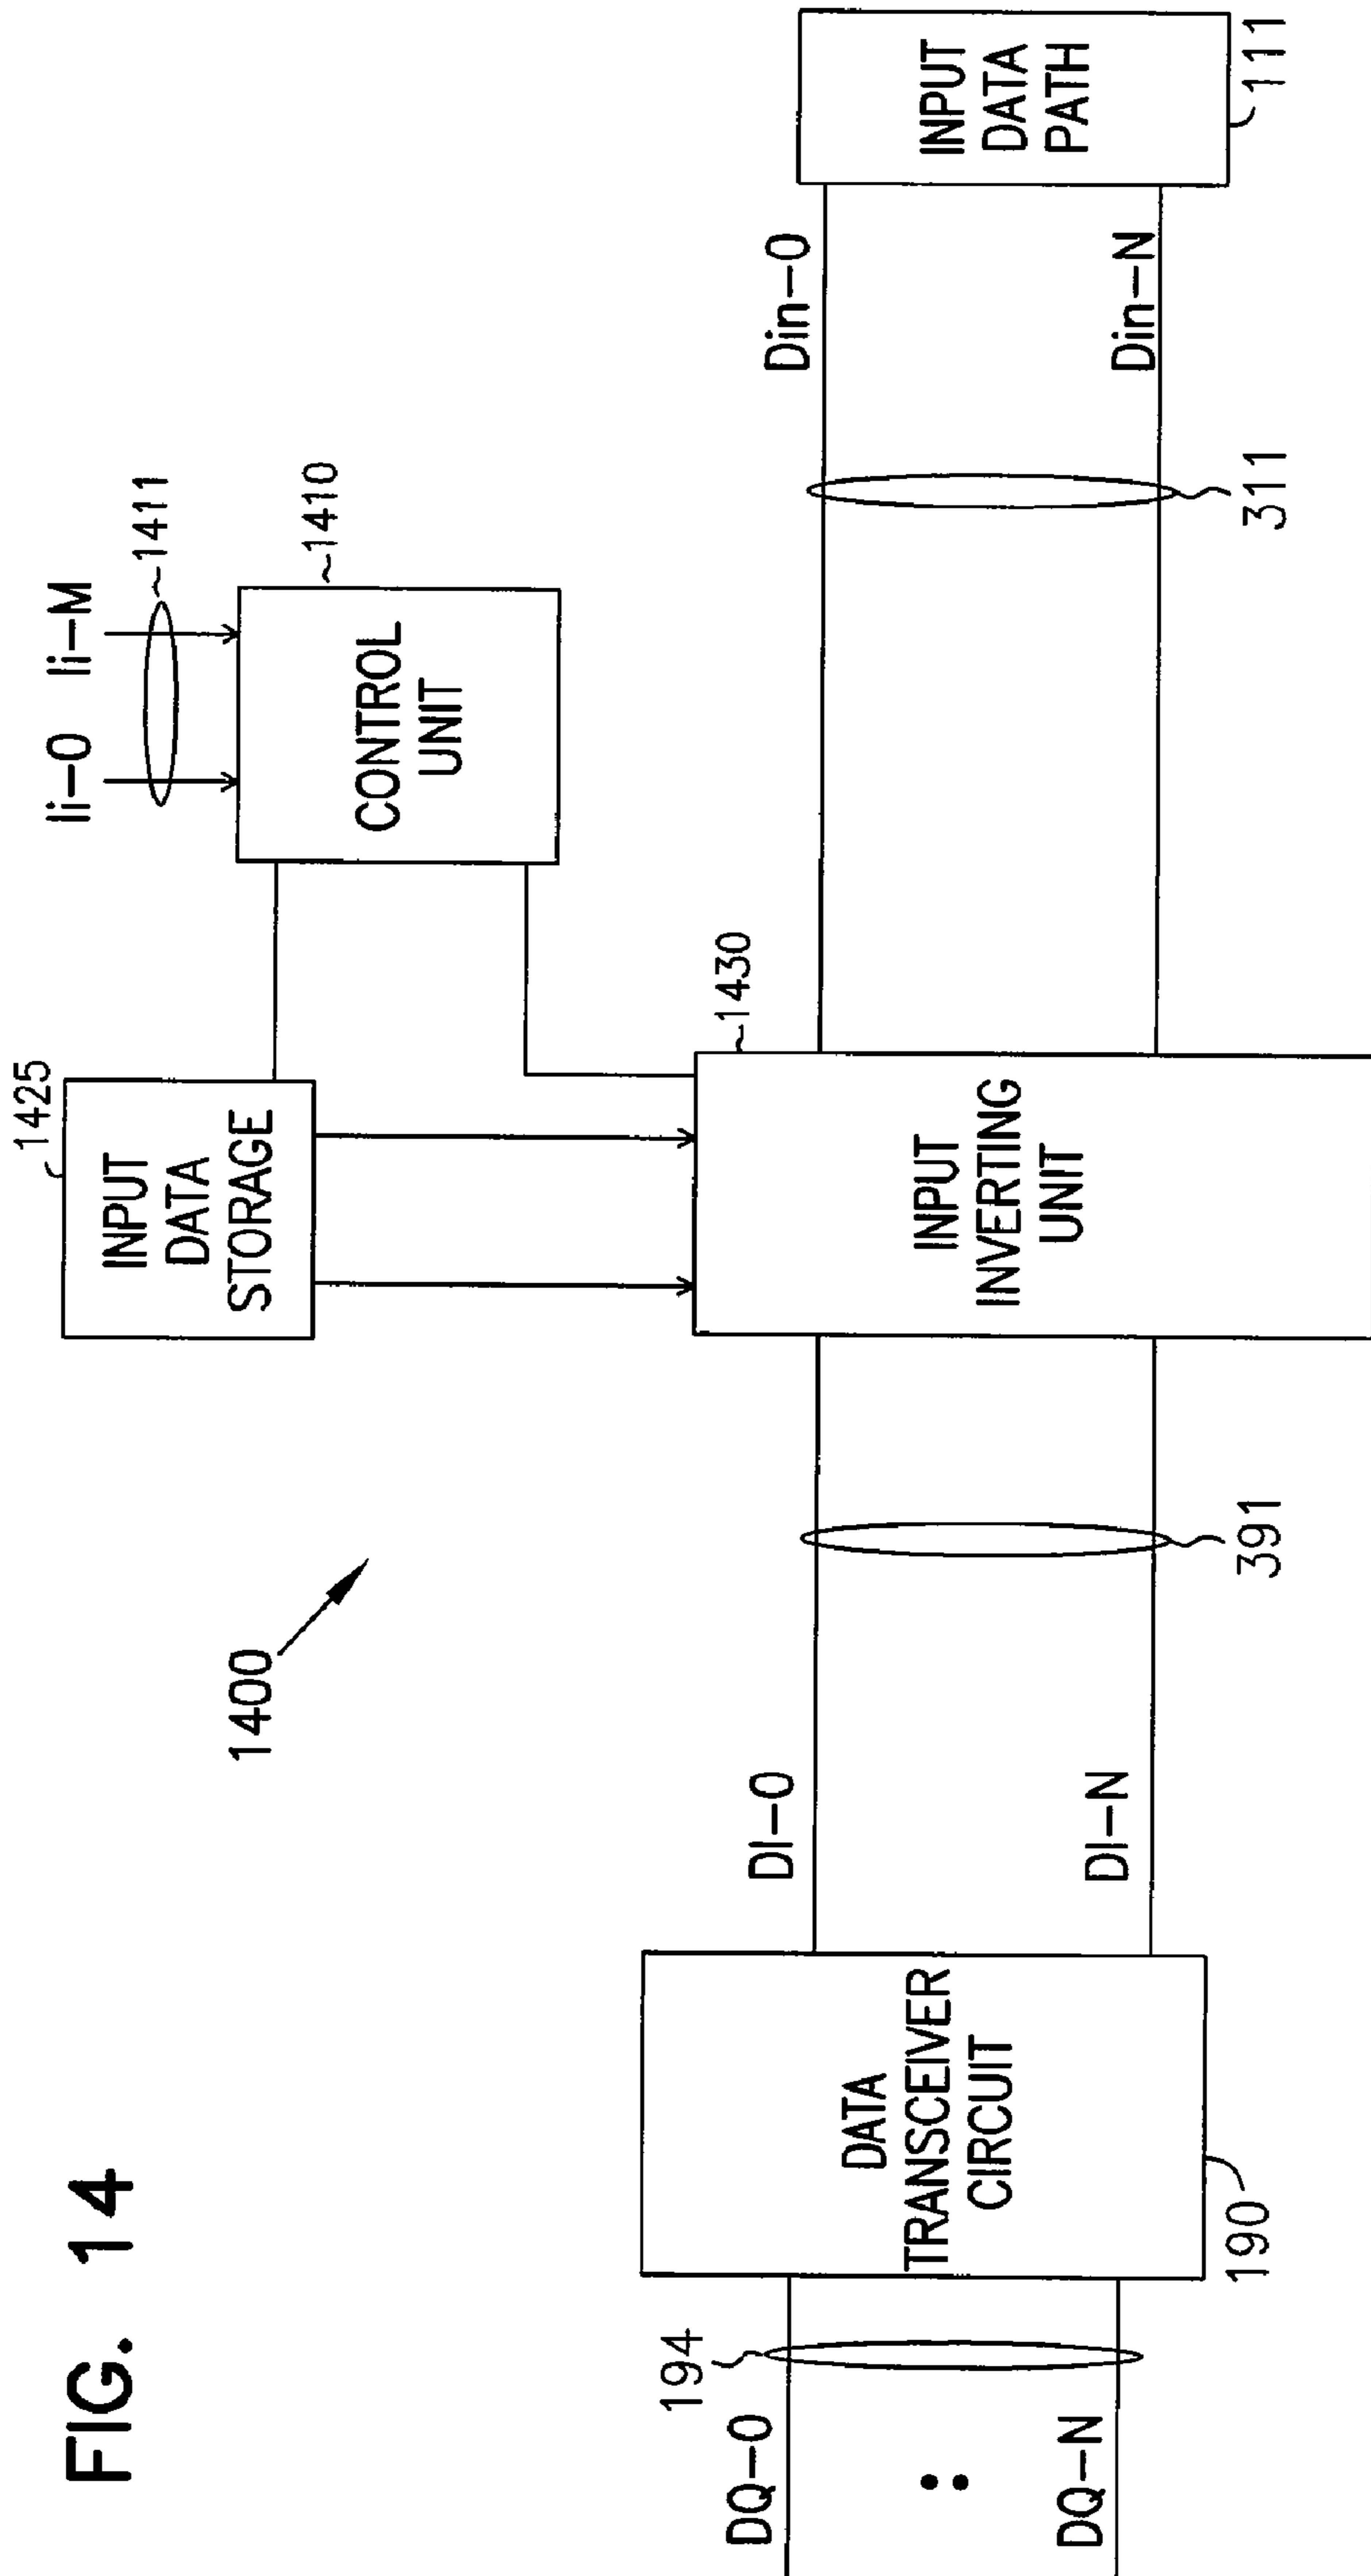 FIG. 14
1400
1425
INPUT
DATA
STORAGE
Ii-0 Ii-M
1411
1410
CONTROL
UNIT
DQ-0
DQ-N
194
DATA
TRANSCEIVER
CIRCUIT
190
DI-0
DI-N
391
1430
INPUT
INVERTING
UNIT
Din-0
Din-N
311
INPUT
DATA
PATH
111